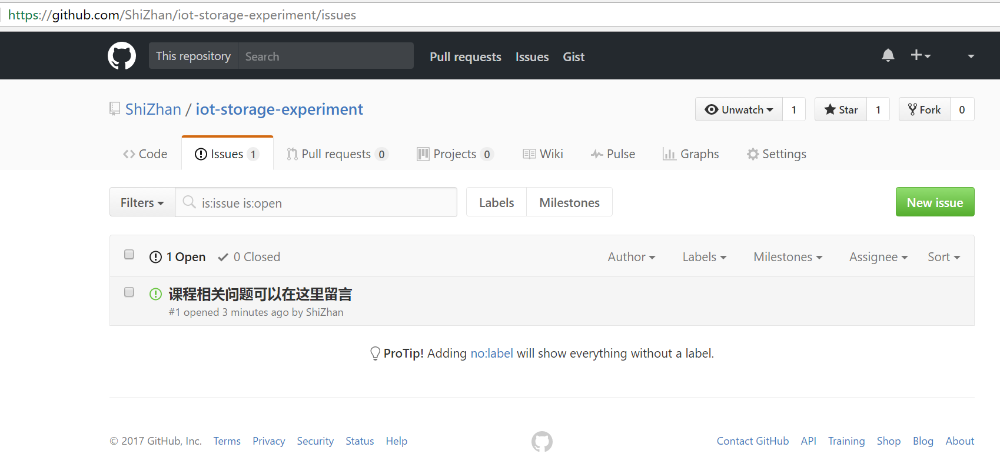 https://github.com/ShiZhan/iot-storage-experiment/issues
This repository Search Pull requests Issues Gist
ShiZhan / iot-storage-experiment Unwatch 1 Star 1 Fork 0
Code Issues 1 Pull requests 0 Projects 0 Wiki Pulse Graphs Settings
Filters is:issue is:open Labels Milestones New issue
1 Open 0 Closed Author Labels Milestones Assignee Sort
课程相关问题可以在这里留言
#1 opened 3 minutes ago by ShiZhan
ProTip! Adding no:label will show everything without a label.
© 2017 GitHub, Inc. Terms Privacy Security Status Help Contact GitHub API Training Shop Blog About